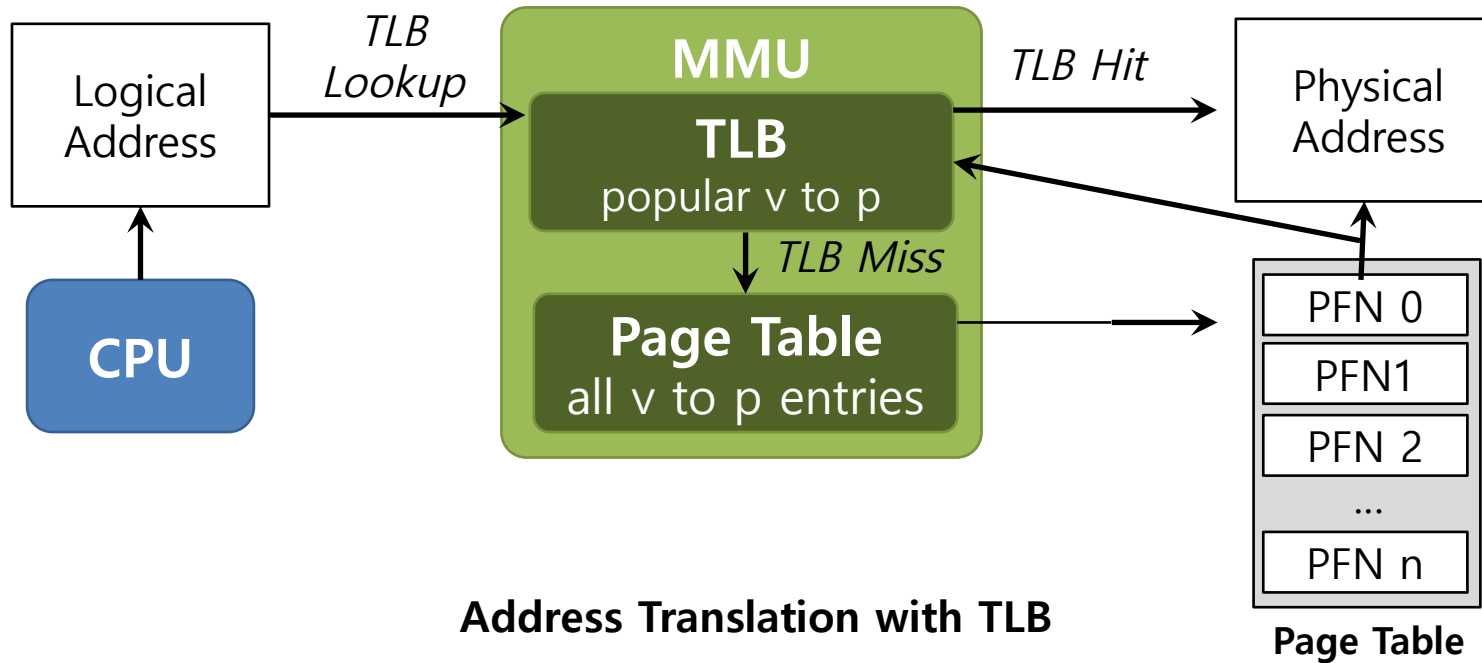 Logical
Address
TLB
Lookup
CPU
MMU
TLB
popular v to p
TLB Miss
Page Table
all v to p entries
TLB Hit
Physical
Address
PFN 0
PFN1
PFN 2
...
PFN n
Page Table
Address Translation with TLB